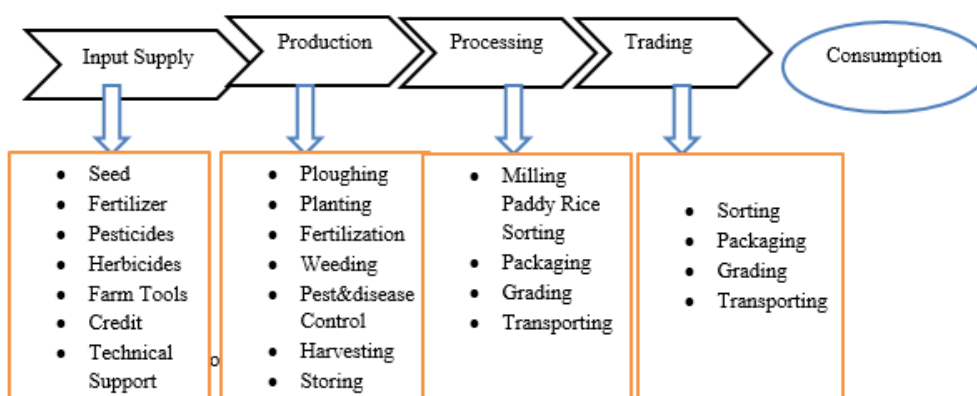 Input Supply
Production
Processing
Trading
Consumption
• Seed
• Fertilizer
• Pesticides
• Herbicides
• Farm Tools
• Credit
• Technical
Support
• Ploughing
• Planting
• Fertilization
• Weeding
• Pest&disease
Control
• Harvesting
• Storing
• Milling
Paddy Rice
Sorting
• Packaging
• Grading
• Transporting
• Sorting
• Packaging
• Grading
• Transporting